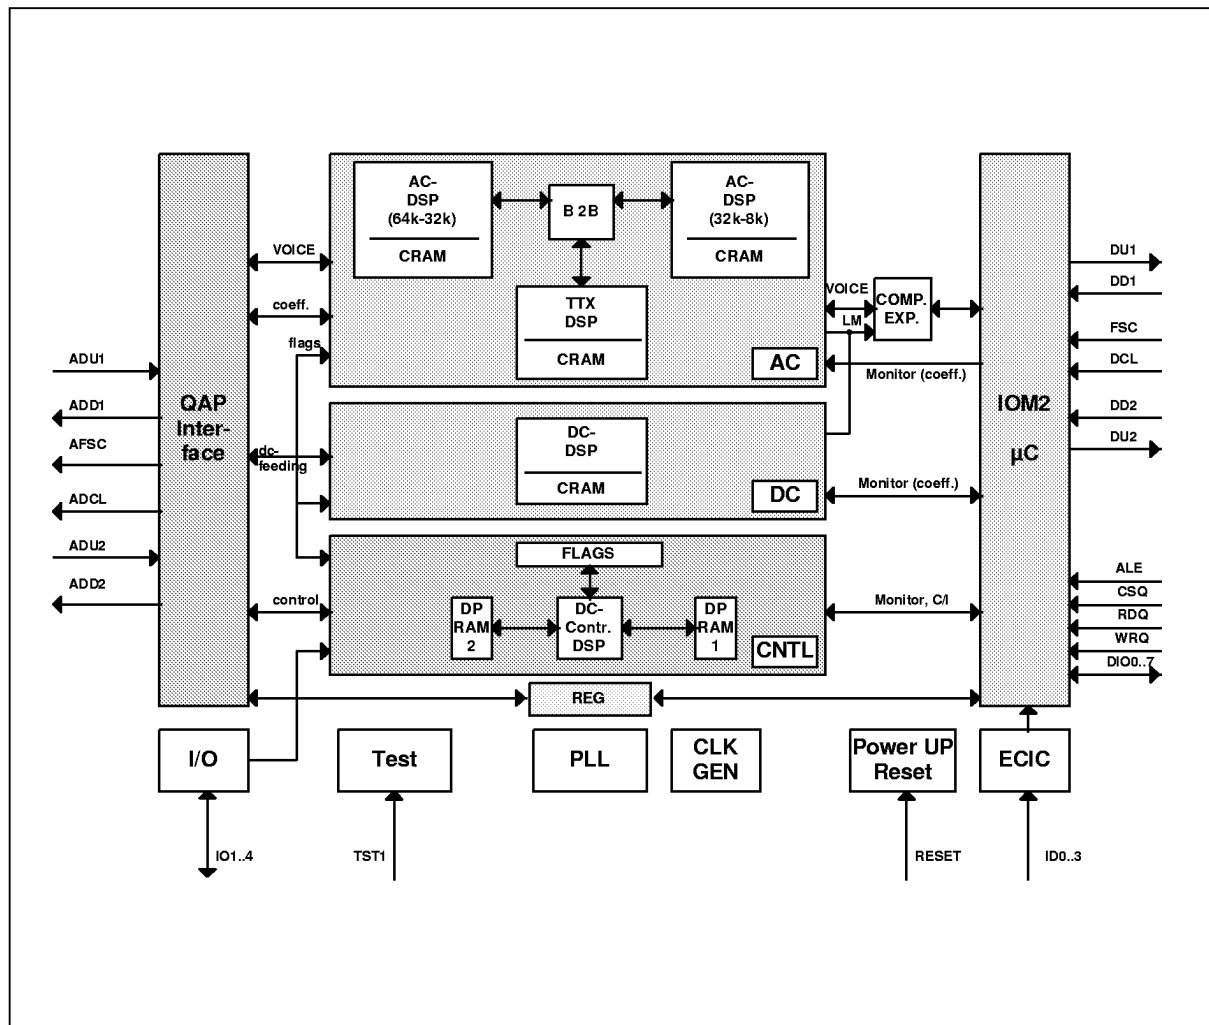 AC-
DSP
(64k-32k)
CRAM
B 2B
AC-
DSP
(32k-8k)
CRAM
TTX
DSP
CRAM
AC
VOICE
coeff.
flags
ADU1
ADD1
AFSC
ADCL
ADU2
ADD2
QAP
Inter-
face
dc-
feeding
control
DC-
DSP
CRAM
DC
FLAGS
DP
RAM
2
DC-
Contr.
DSP
DP
RAM
1
CNTL
REG
VOICE
LM
COMP.
EXP.
Monitor (coeff.)
Monitor (coeff.)
Monitor, C/I
IOM2
µC
DU1
DD1
FSC
DCL
DD2
DU2
ALE
CSQ
RDQ
WRQ
DIO0..7
I/O
Test
PLL
CLK
GEN
Power UP
Reset
ECIC
IO1..4
TST1
RESET
ID0..3